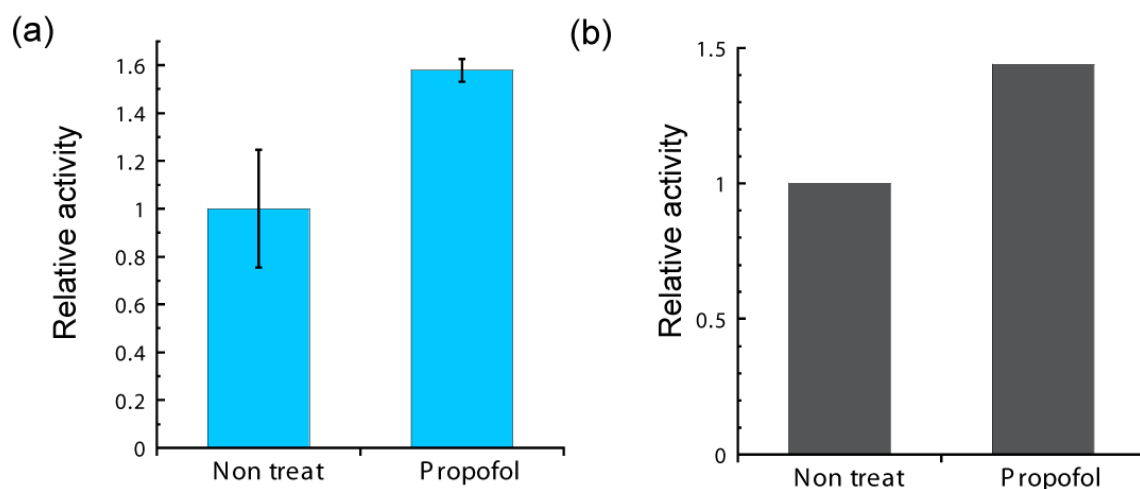 (a)
Relative activity
1.6
1.4
1.2
1
0.8
0.6
0.4
0.2
0
Non treat
Propofol
(b)
Relative activity
1.5
1
0.5
0
Non treat
Propofol